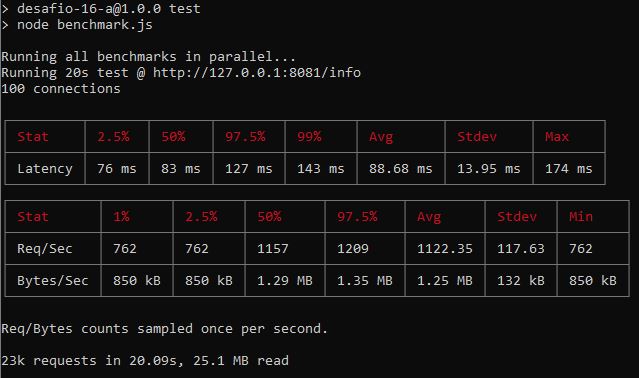 > desafio-16-a@1.0.0 test
> node benchmark.js
Running all benchmarks in parallel...
Running 20s test @ http://127.0.0.1:8081/info
100 connections
Stat 2.5% 50% 97.5% 99% Avg Stdev Max
Latency 76 ms 83 ms 127 ms 143 ms 88.68 ms 13.95 ms 174 ms
Stat 1% 2.5% 50% 97.5% Avg Stdev Min
Req/Sec 762 762 1157 1209 1122.35 117.63 762
Bytes/Sec 850 kB 850 kB 1.29 MB 1.35 MB 1.25 MB 132 kB 850 kB
Req/Bytes counts sampled once per second.
23k requests in 20.09s, 25.1 MB read